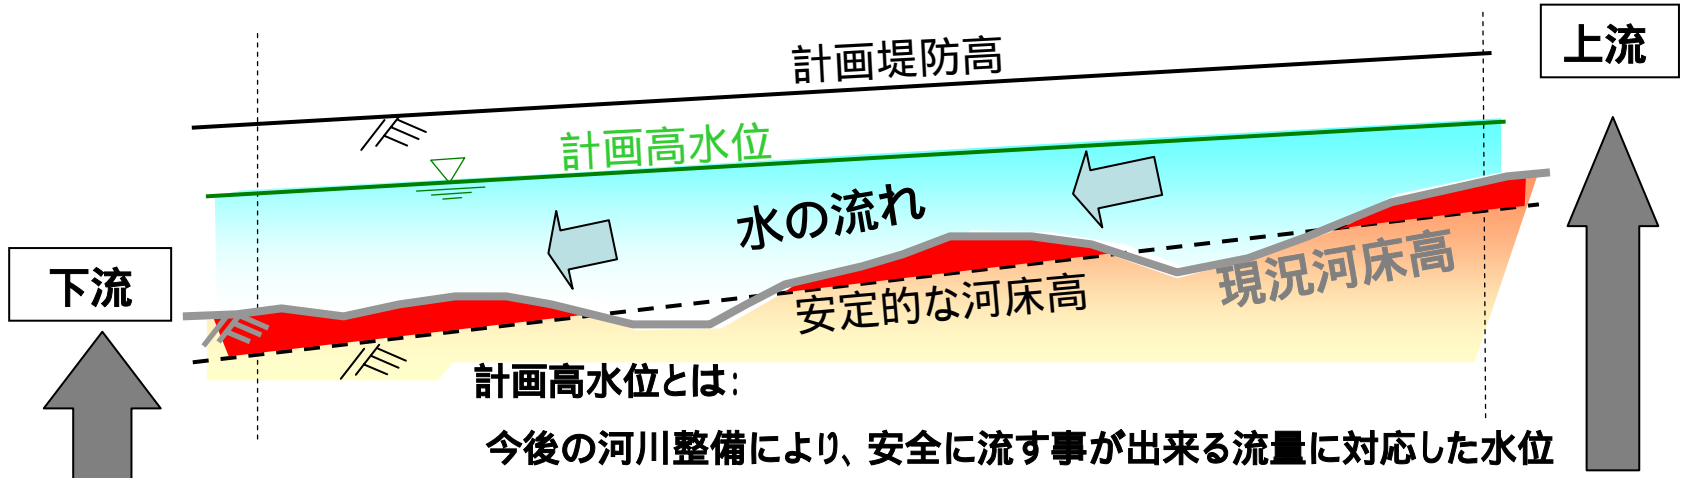 上流
計画堤防高
計画高水位
水の流れ
下流
現況河床高
安定的な河床高
計画高水位とは：
今後の河川整備により、安全に流す事が出来る流量に対応した水位